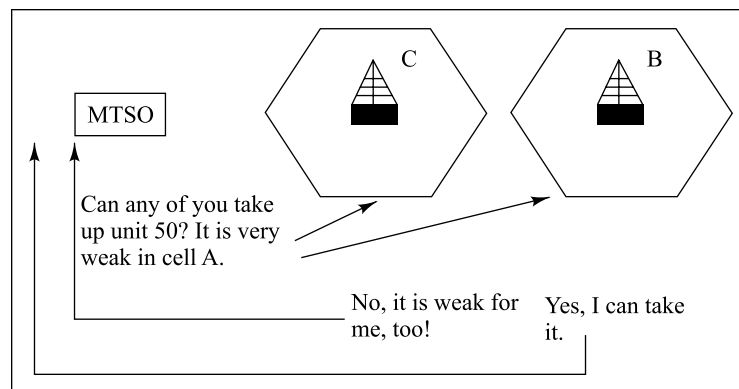 C
B
MTSO
Can any of you take
up unit 50? It is very
weak in cell A.
No, it is weak for
me, too!
Yes, I can take
it.